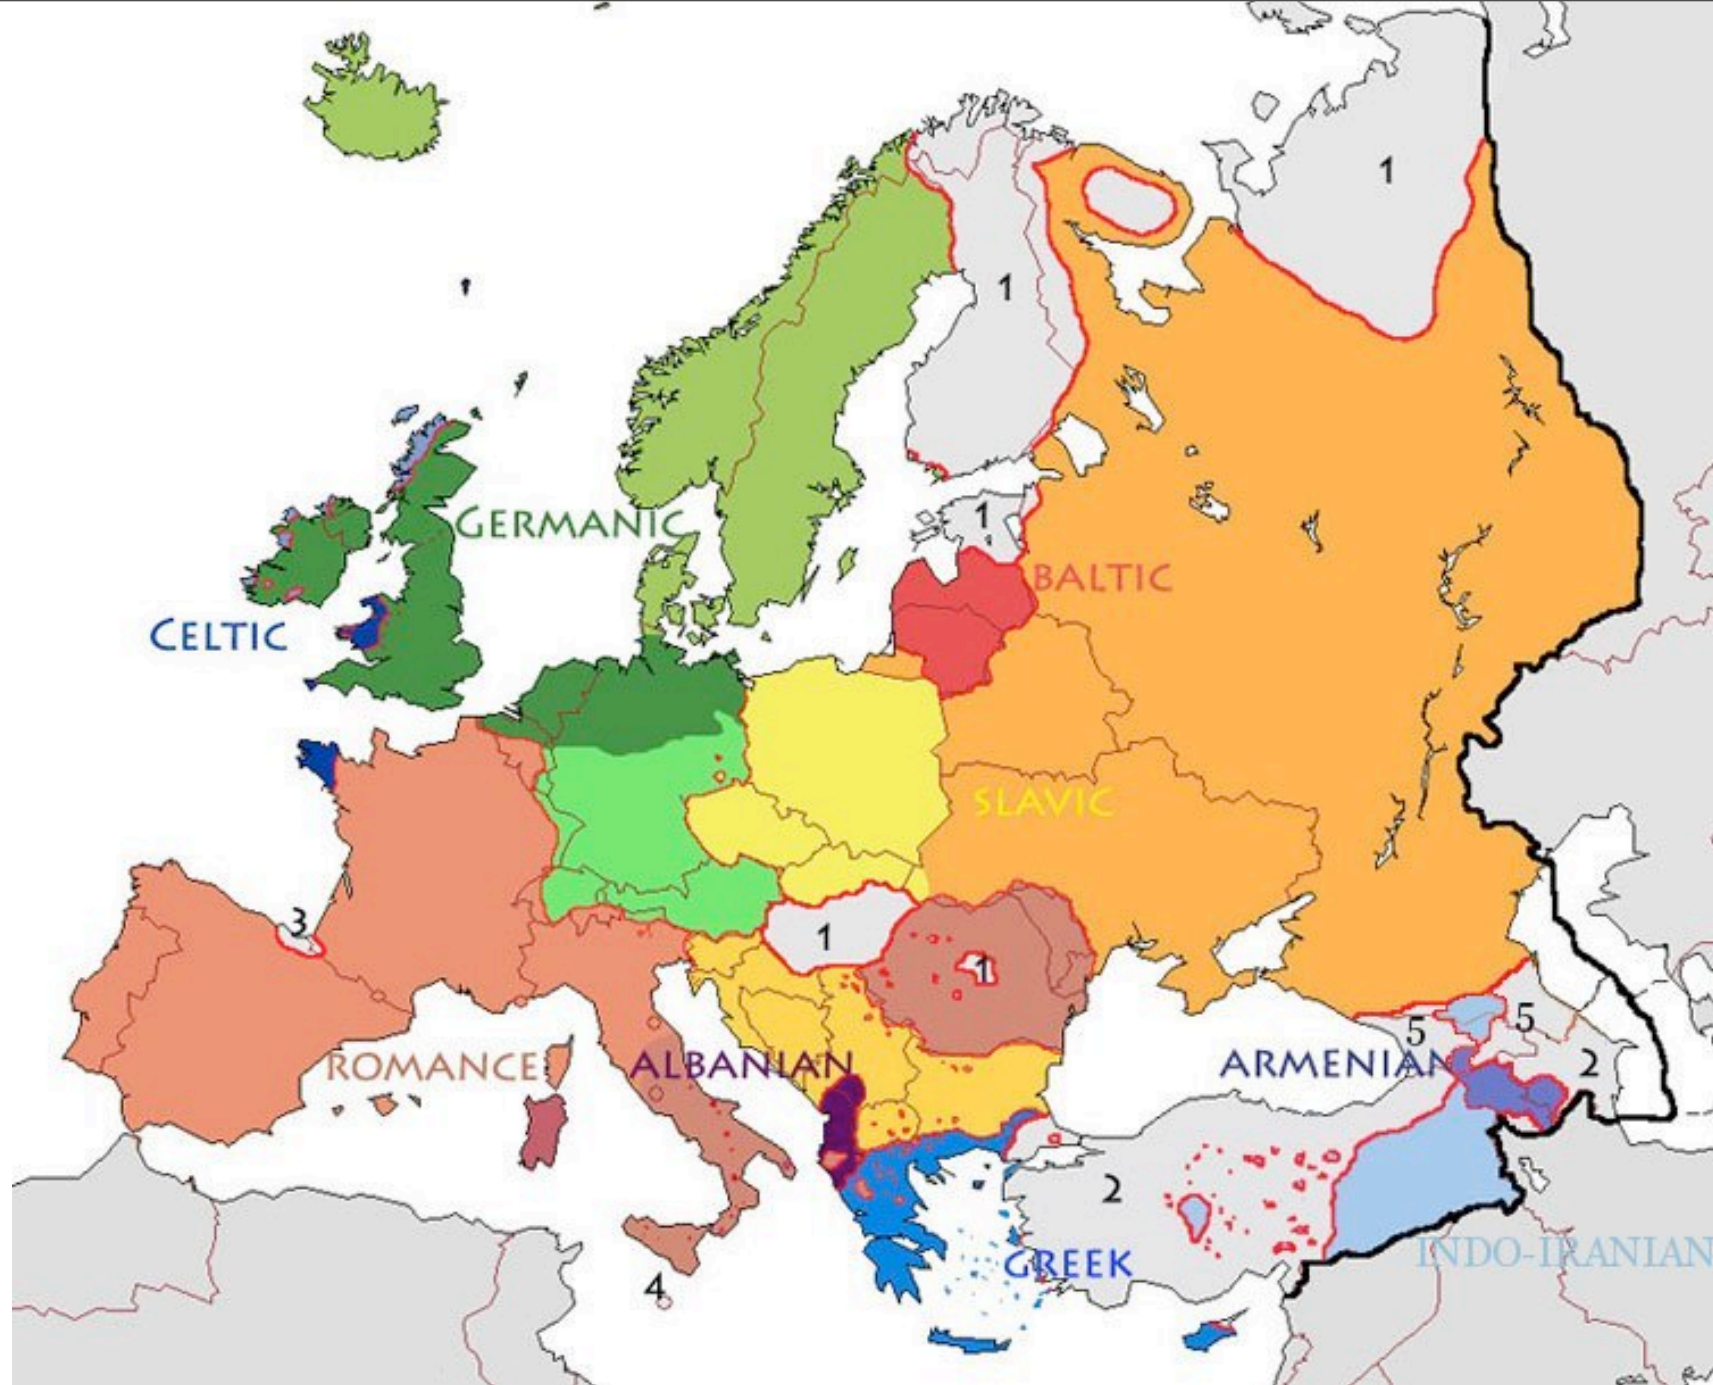 1
1
GERMANIC
1
BALTIC
CELTIC
SLAVIC
3
1
1
5
5
ROMANCE
ALBANIAN
ARMENIAN
2
2
GREEK
INDO-IRANIAN
4